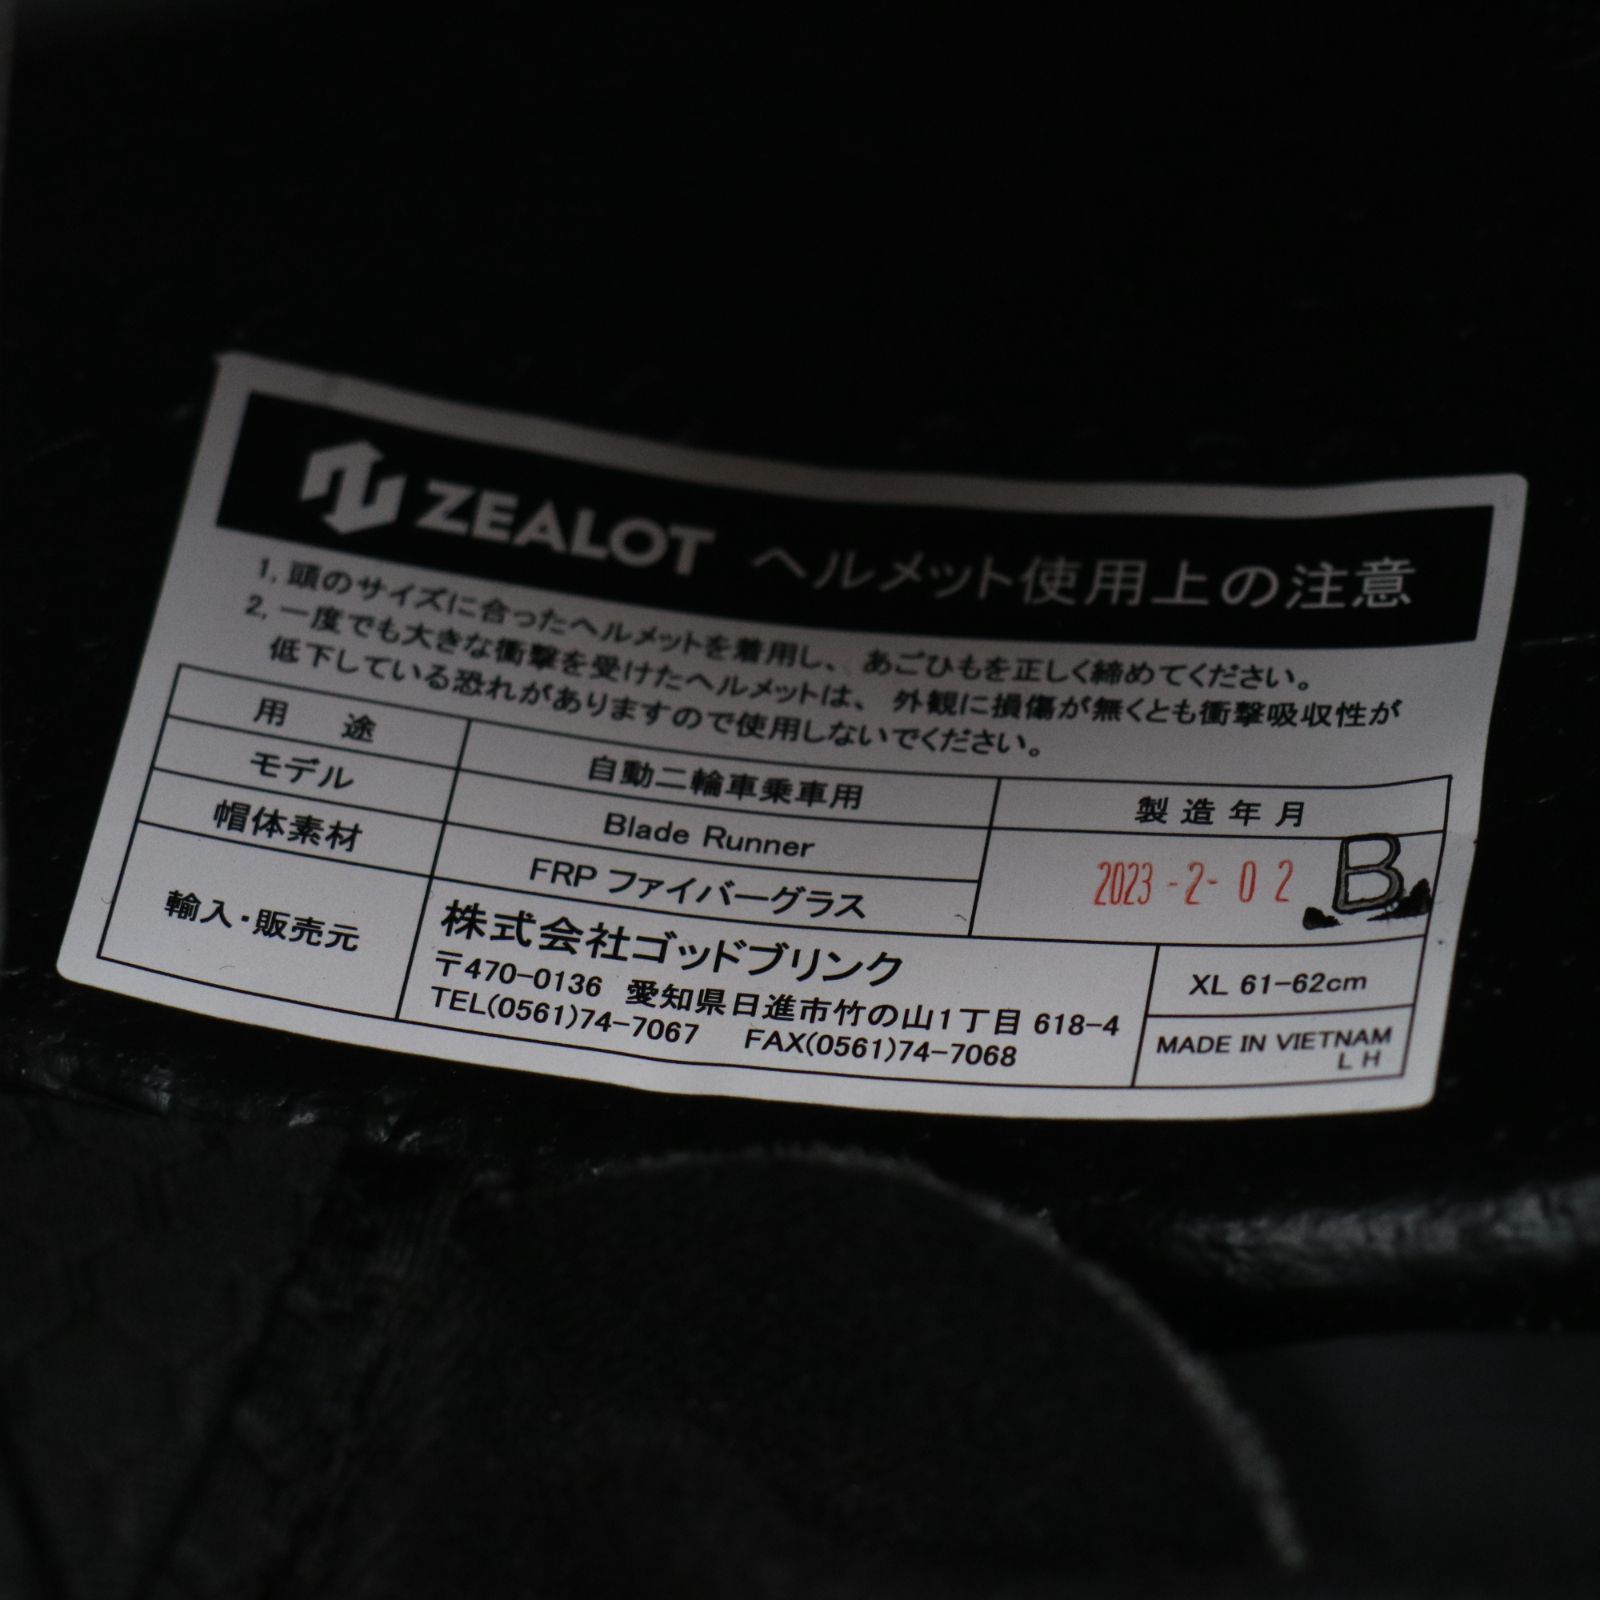 ZEALOT ヘルメット使用上の注意
1, 頭のサイズに合ったヘルメットを着用し、あごひもを正しく締めてください。
2, 一度でも大きな衝撃を受けたヘルメットは、外観に損傷が無くとも衝撃吸収性が
低下している恐れがありますので使用しないでください。
用途 自動二輪車乗車用 製造年月
モデル Blade Runner
帽体素材 FRP ファイバーグラス
2023-2-02 B
輸入・販売元 株式会社ゴッドブリンク
〒470-0136 愛知県日進市竹の山1丁目 618-4
TEL(0561)74-7067 FAX(0561)74-7068
XL 61-62cm
MADE IN VIETNAM
LH